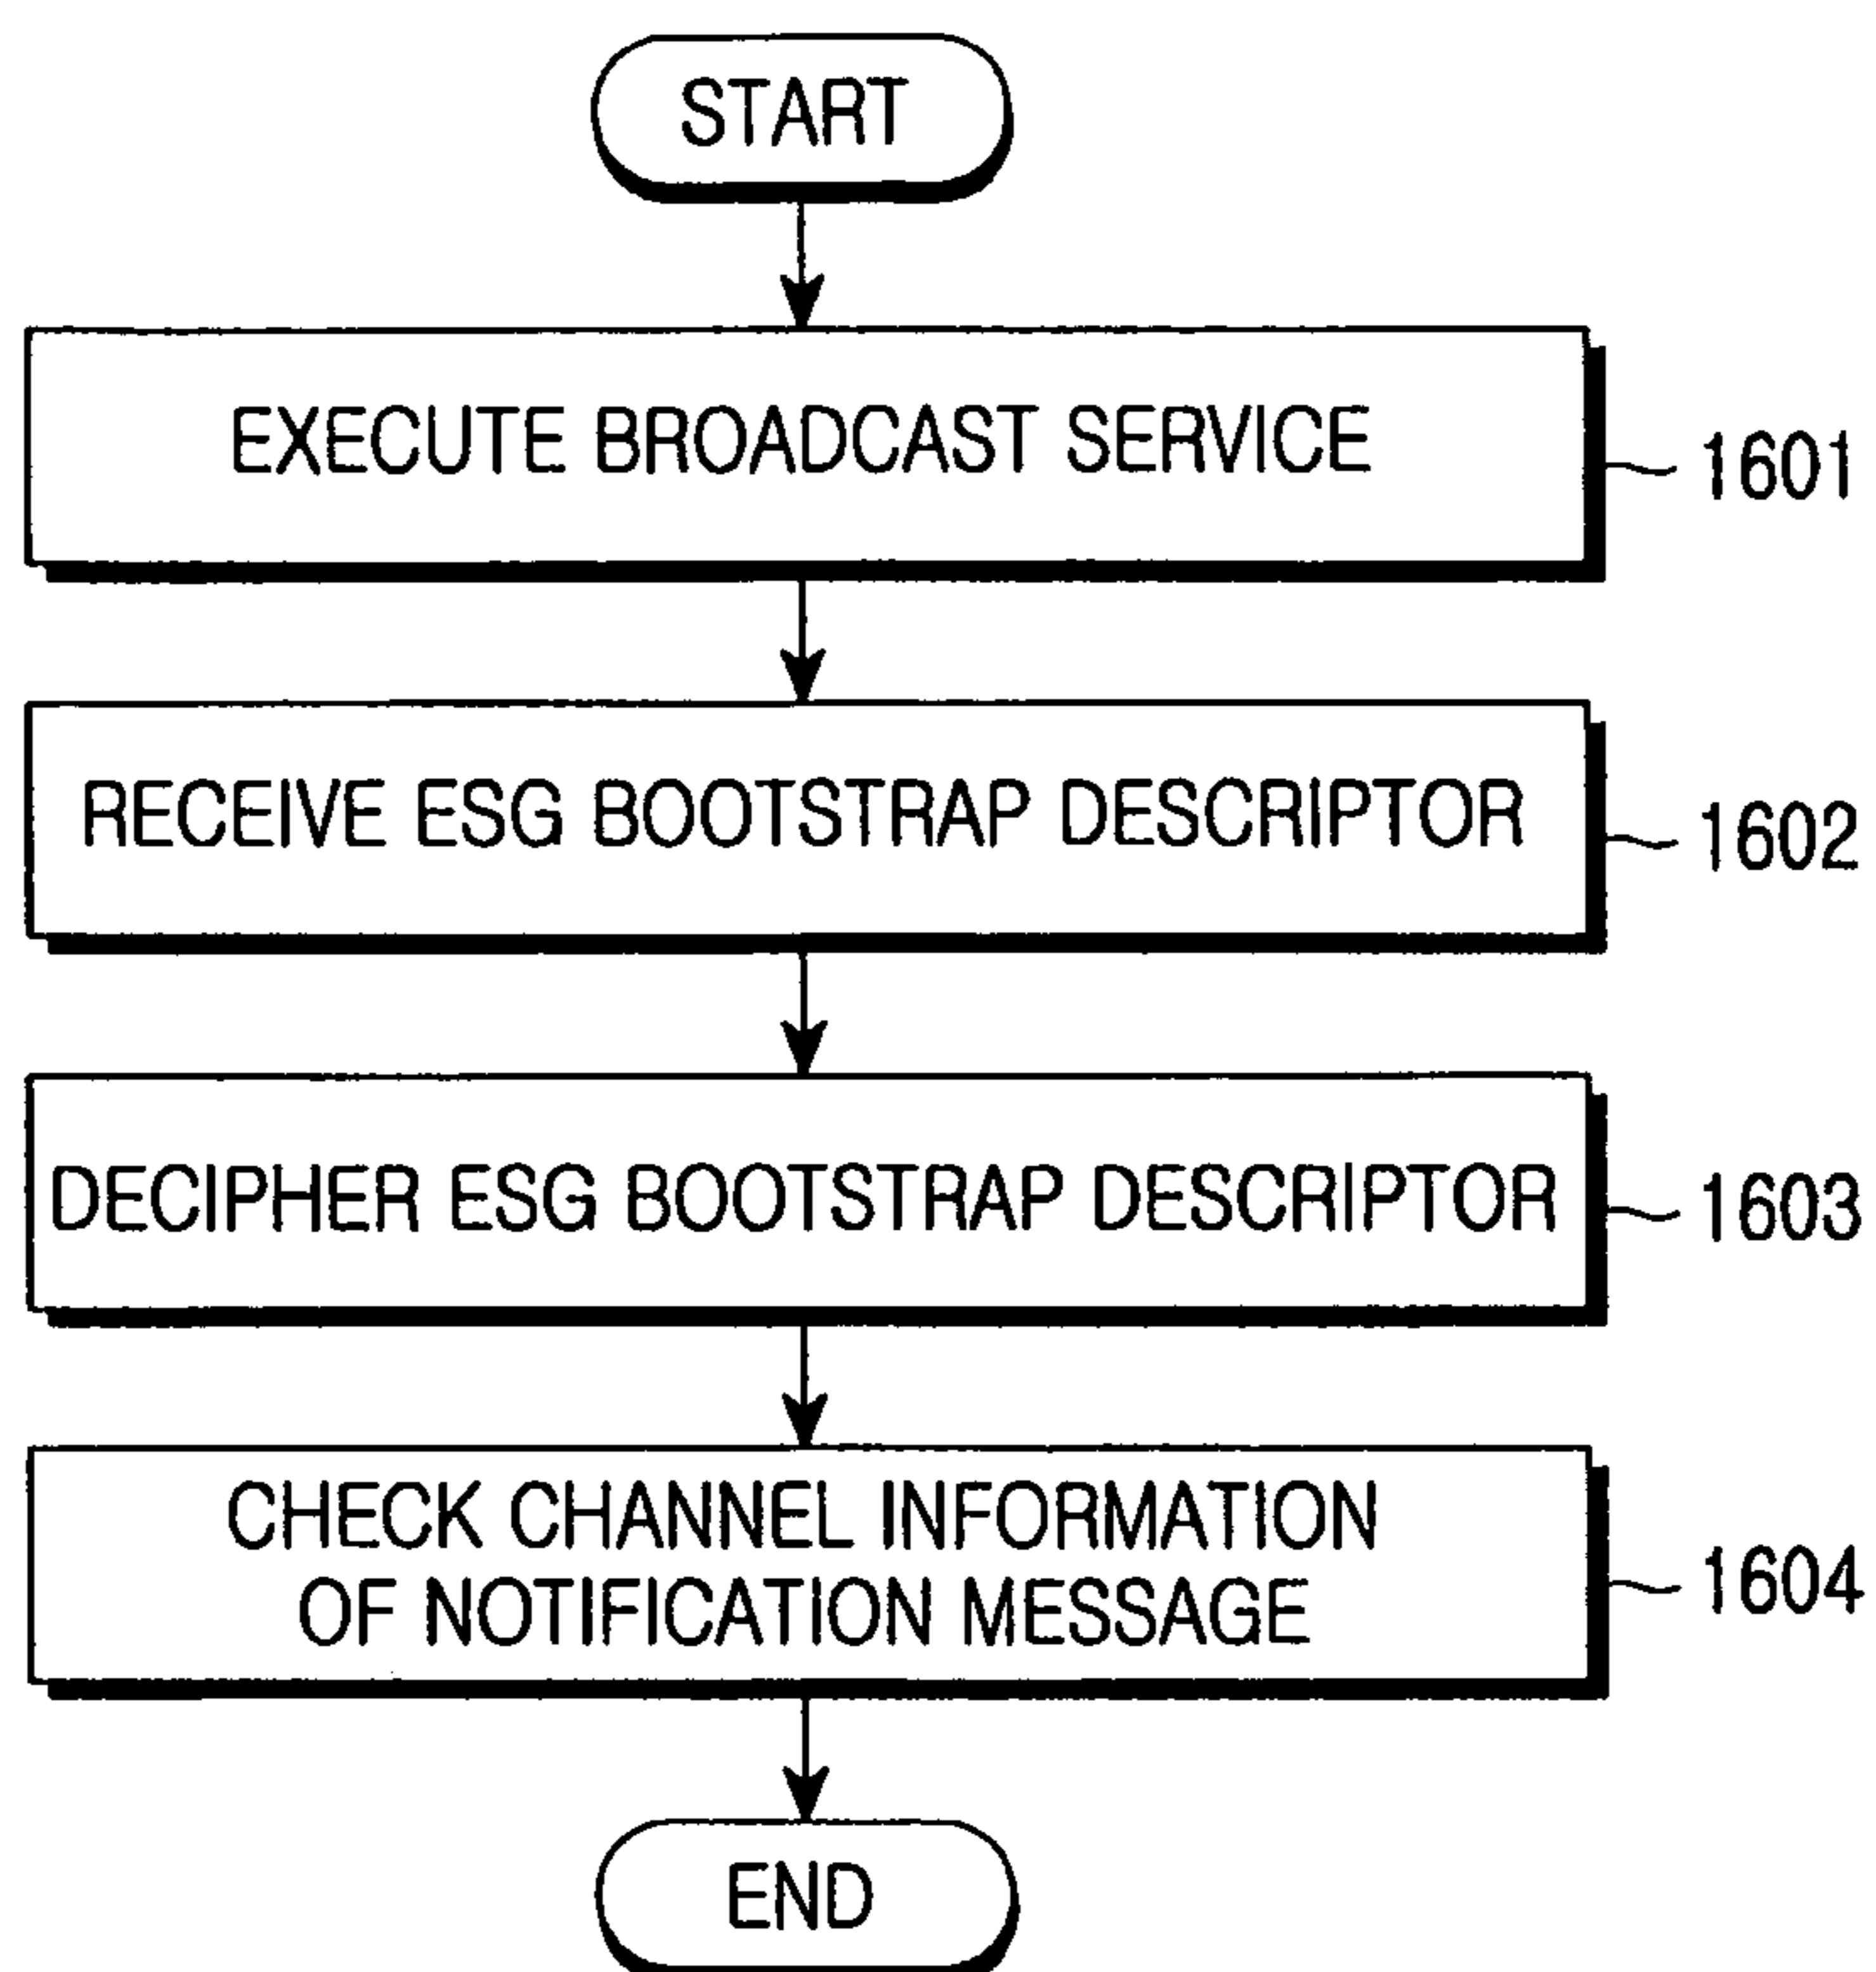 START
EXECUTE BROADCAST SERVICE
1601
RECEIVE ESG BOOTSTRAP DESCRIPTOR
1602
DECIPHER ESG BOOTSTRAP DESCRIPTOR
1603
CHECK CHANNEL INFORMATION
OF NOTIFICATION MESSAGE
1604
END